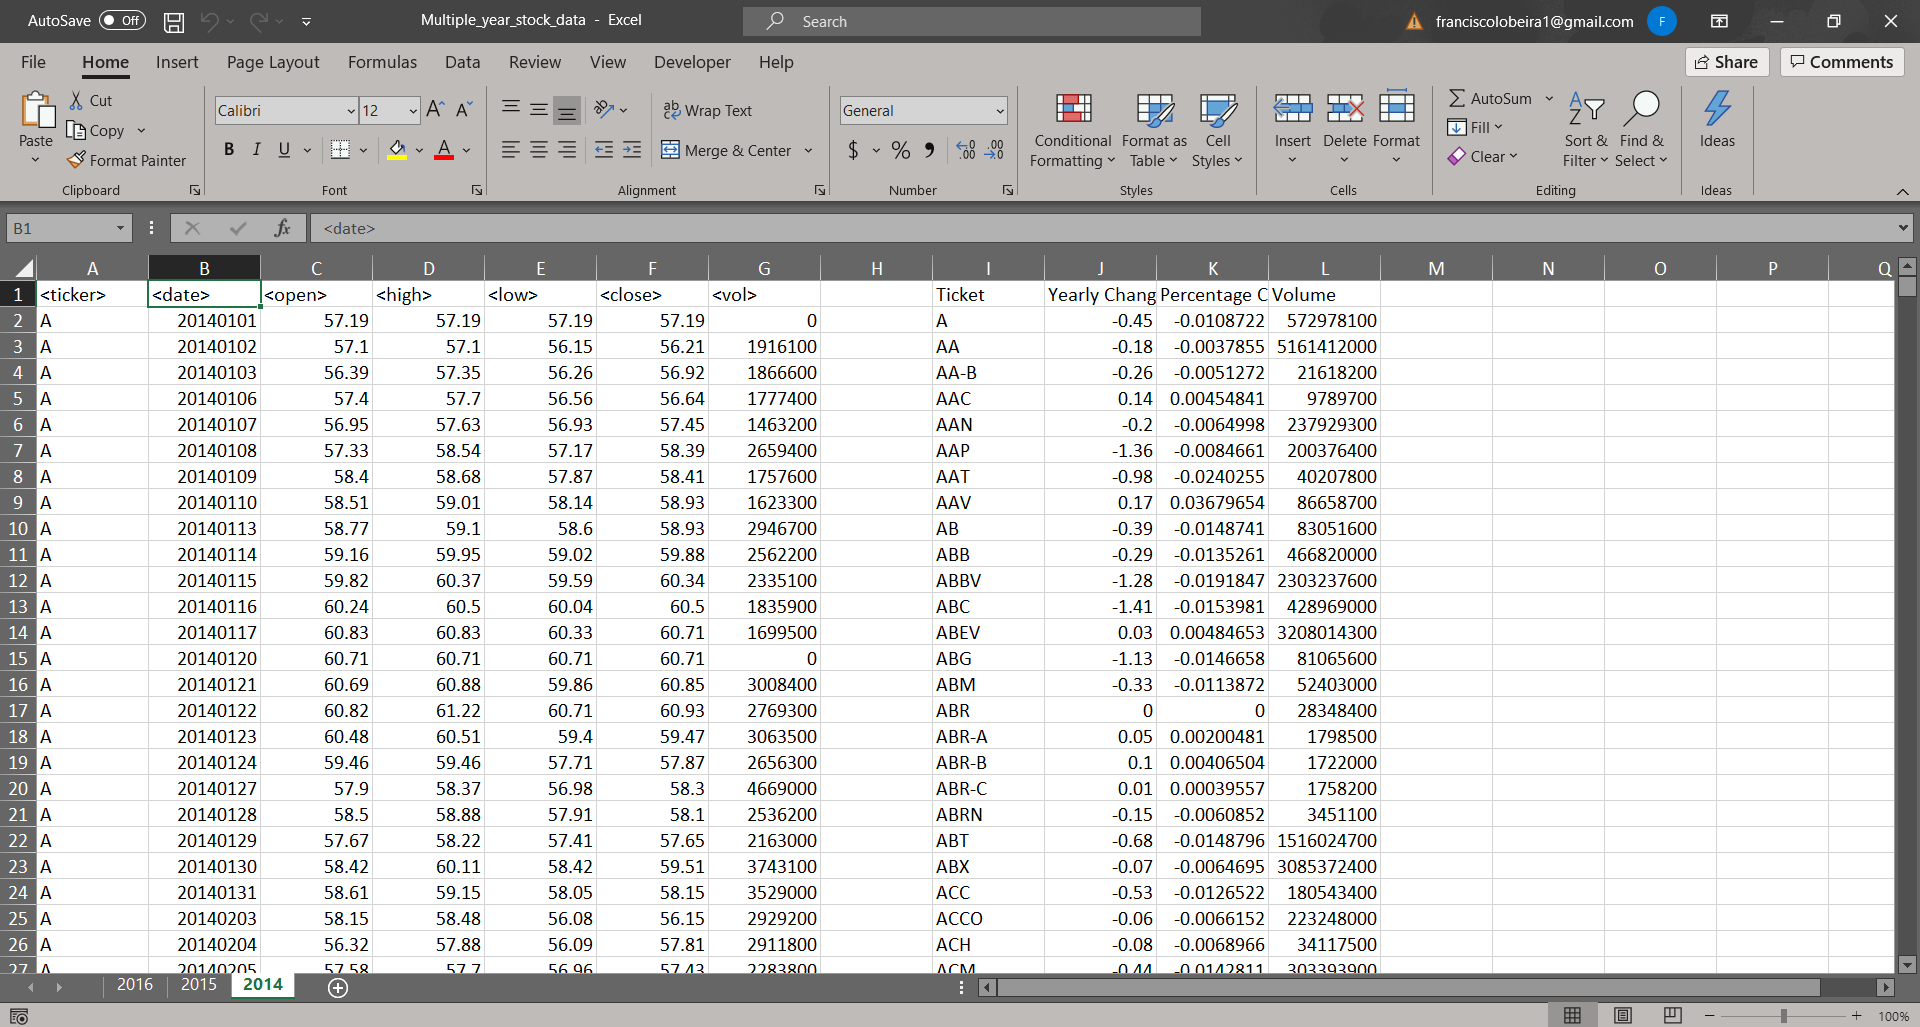 AutoSave Off Multiple_year_stock_data - Excel Search franciscolobeira1@gmail.com F
File Home Insert Page Layout Formulas Data Review View Developer Help Share Comments
Paste Cut Copy Format Painter Clipboard
Calibri 12 B I U A Font
Wrap Text Merge & Center Alignment
General $ % Number
Conditional Formatting Format as Table Cell Styles Styles
Insert Delete Format Cells
AutoSum Fill Clear Sort & Filter Find & Select Editing
Ideas Ideas
B1 fx <date>
A B C D E F G H I J K L M N O P Q
1 <ticker> <date> <open> <high> <low> <close> <vol> Ticket Yearly Chang Percentage C Volume
2 A 20140101 57.19 57.19 57.19 57.19 0 A -0.45 -0.0108722 572978100
3 A 20140102 57.1 57.1 56.15 56.21 1916100 AA -0.18 -0.0037855 5161412000
4 A 20140103 56.39 57.35 56.26 56.92 1866600 AA-B -0.26 -0.0051272 21618200
5 A 20140106 57.4 57.7 56.56 56.64 1777400 AAC 0.14 0.00454841 9789700
6 A 20140107 56.95 57.63 56.93 57.45 1463200 AAN -0.2 -0.0064998 237929300
7 A 20140108 57.33 58.54 57.17 58.39 2659400 AAP -1.36 -0.0084661 200376400
8 A 20140109 58.4 58.68 57.87 58.41 1757600 AAT -0.98 -0.0240255 40207800
9 A 20140110 58.51 59.01 58.14 58.93 1623300 AAV 0.17 0.03679654 86658700
10 A 20140113 58.77 59.1 58.6 58.93 2946700 AB -0.39 -0.0148741 83051600
11 A 20140114 59.16 59.95 59.02 59.88 2562200 ABB -0.29 -0.0135261 466820000
12 A 20140115 59.82 60.37 59.59 60.34 2335100 ABBV -1.28 -0.0191847 2303237600
13 A 20140116 60.24 60.5 60.04 60.5 1835900 ABC -1.41 -0.0153981 428969000
14 A 20140117 60.83 60.83 60.33 60.71 1699500 ABEV 0.03 0.00484653 3208014300
15 A 20140120 60.71 60.71 60.71 60.71 0 ABG -1.13 -0.0146658 81065600
16 A 20140121 60.69 60.88 59.86 60.85 3008400 ABM -0.33 -0.0113872 52403000
17 A 20140122 60.82 61.22 60.71 60.93 2769300 ABR 0 0 28348400
18 A 20140123 60.48 60.51 59.4 59.47 3063500 ABR-A 0.05 0.00200481 1798500
19 A 20140124 59.46 59.46 57.71 57.87 2656300 ABR-B 0.1 0.00406504 1722000
20 A 20140127 57.9 58.37 56.98 58.3 4669000 ABR-C 0.01 0.00039557 1758200
21 A 20140128 58.5 58.88 57.91 58.1 2536200 ABRN -0.15 -0.0060852 3451100
22 A 20140129 57.67 58.22 57.41 57.65 2163000 ABT -0.68 -0.0148796 1516024700
23 A 20140130 58.42 60.11 58.42 59.51 3743100 ABX -0.07 -0.0064695 3085372400
24 A 20140131 58.61 59.15 58.05 58.15 3529000 ACC -0.53 -0.0126522 180543400
25 A 20140203 58.15 58.48 56.08 56.15 2929200 ACCO -0.06 -0.0066152 223248000
26 A 20140204 56.32 57.88 56.09 57.81 2911800 ACH -0.08 -0.0068966 34117500
27 A 20140205 57.58 57.7 56.96 57.43 2283800 ACM -0.44 -0.0142811 303393900
2016 2015 2014
100%